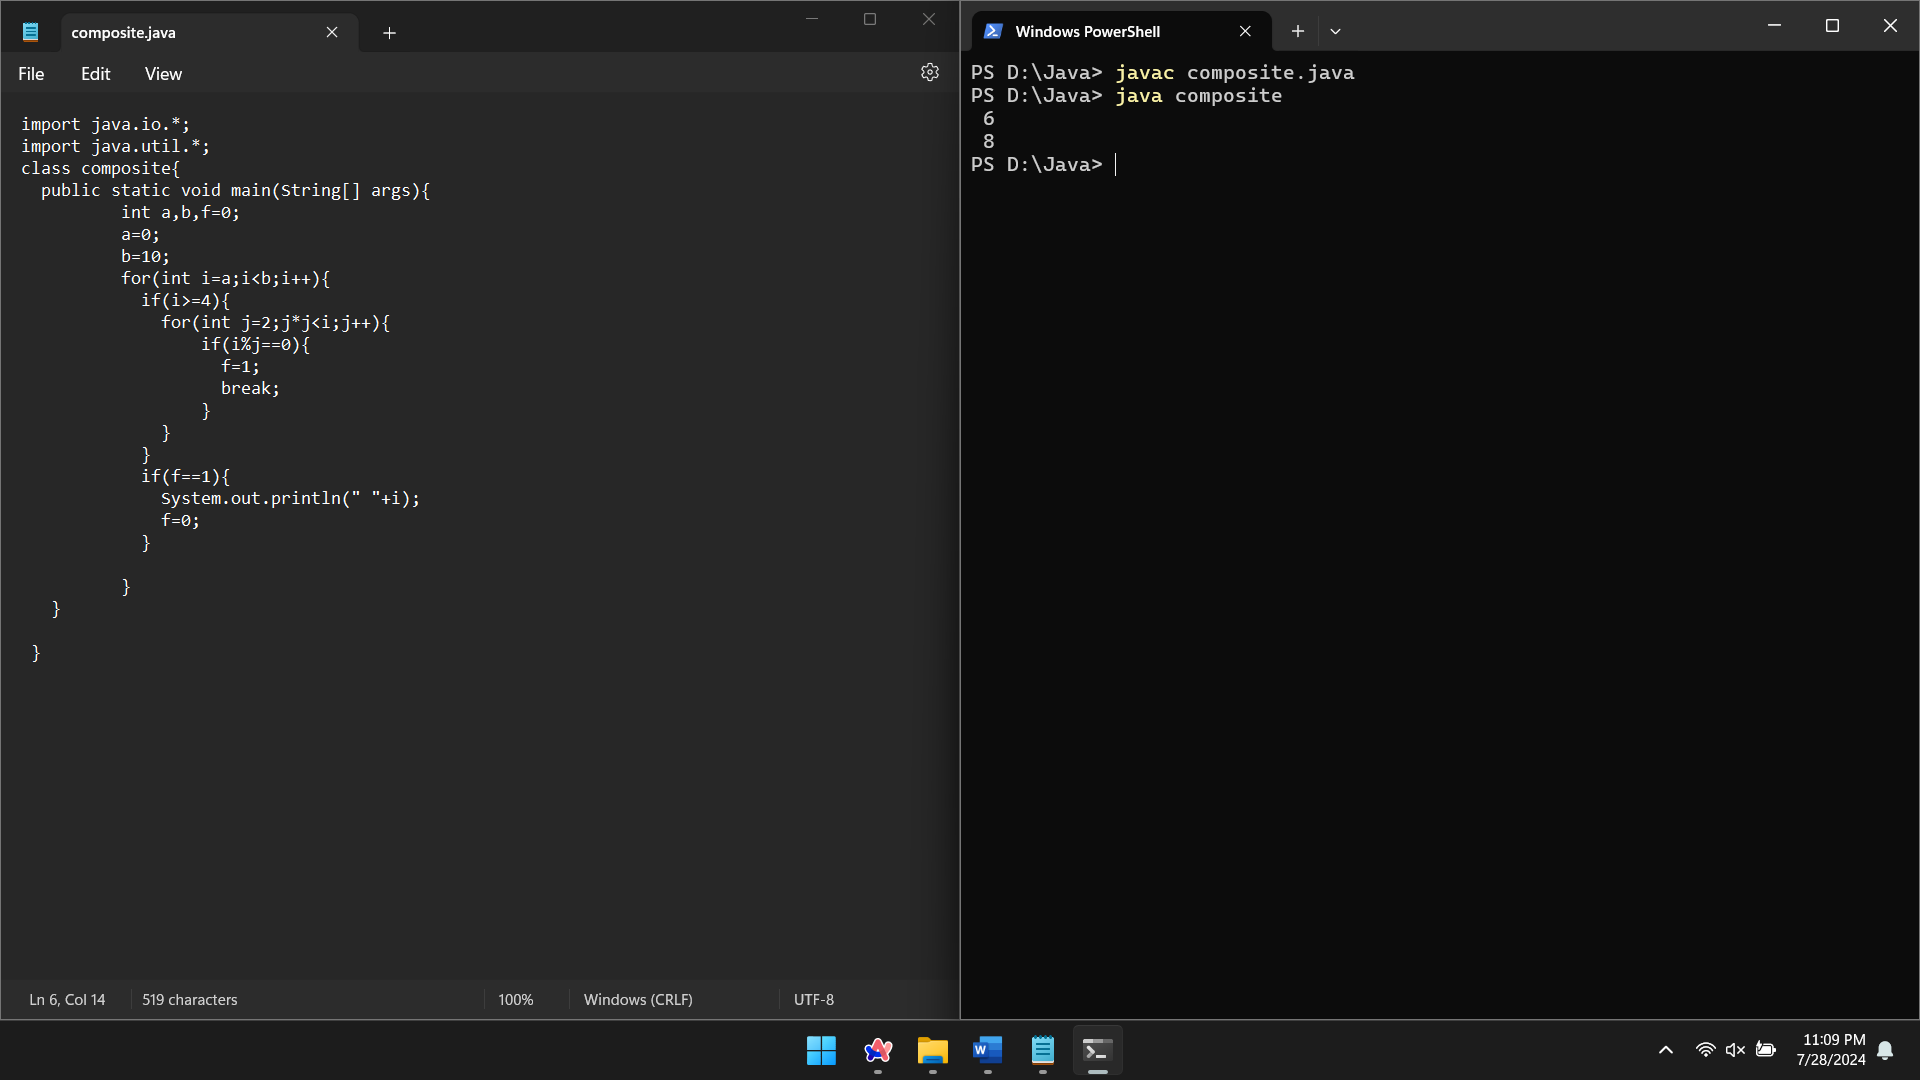 composite.java
File Edit View
import java.io.*;
import java.util.*;
class composite{
  public static void main(String[] args){
          int a,b,f=0;
          a=0;
          b=10;
          for(int i=a;i<b;i++){
            if(i>=4){
              for(int j=2;j*j<i;j++){
                  if(i%j==0){
                    f=1;
                    break;
                  }
              }
            }
            if(f==1){
              System.out.println(" "+i);
              f=0;
            }
          }
   }
 }
Ln 6, Col 14 519 characters 100% Windows (CRLF) UTF-8
Windows PowerShell
PS D:\Java> javac composite.java
PS D:\Java> java composite
 6
 8
PS D:\Java>
W
11:09 PM
7/28/2024